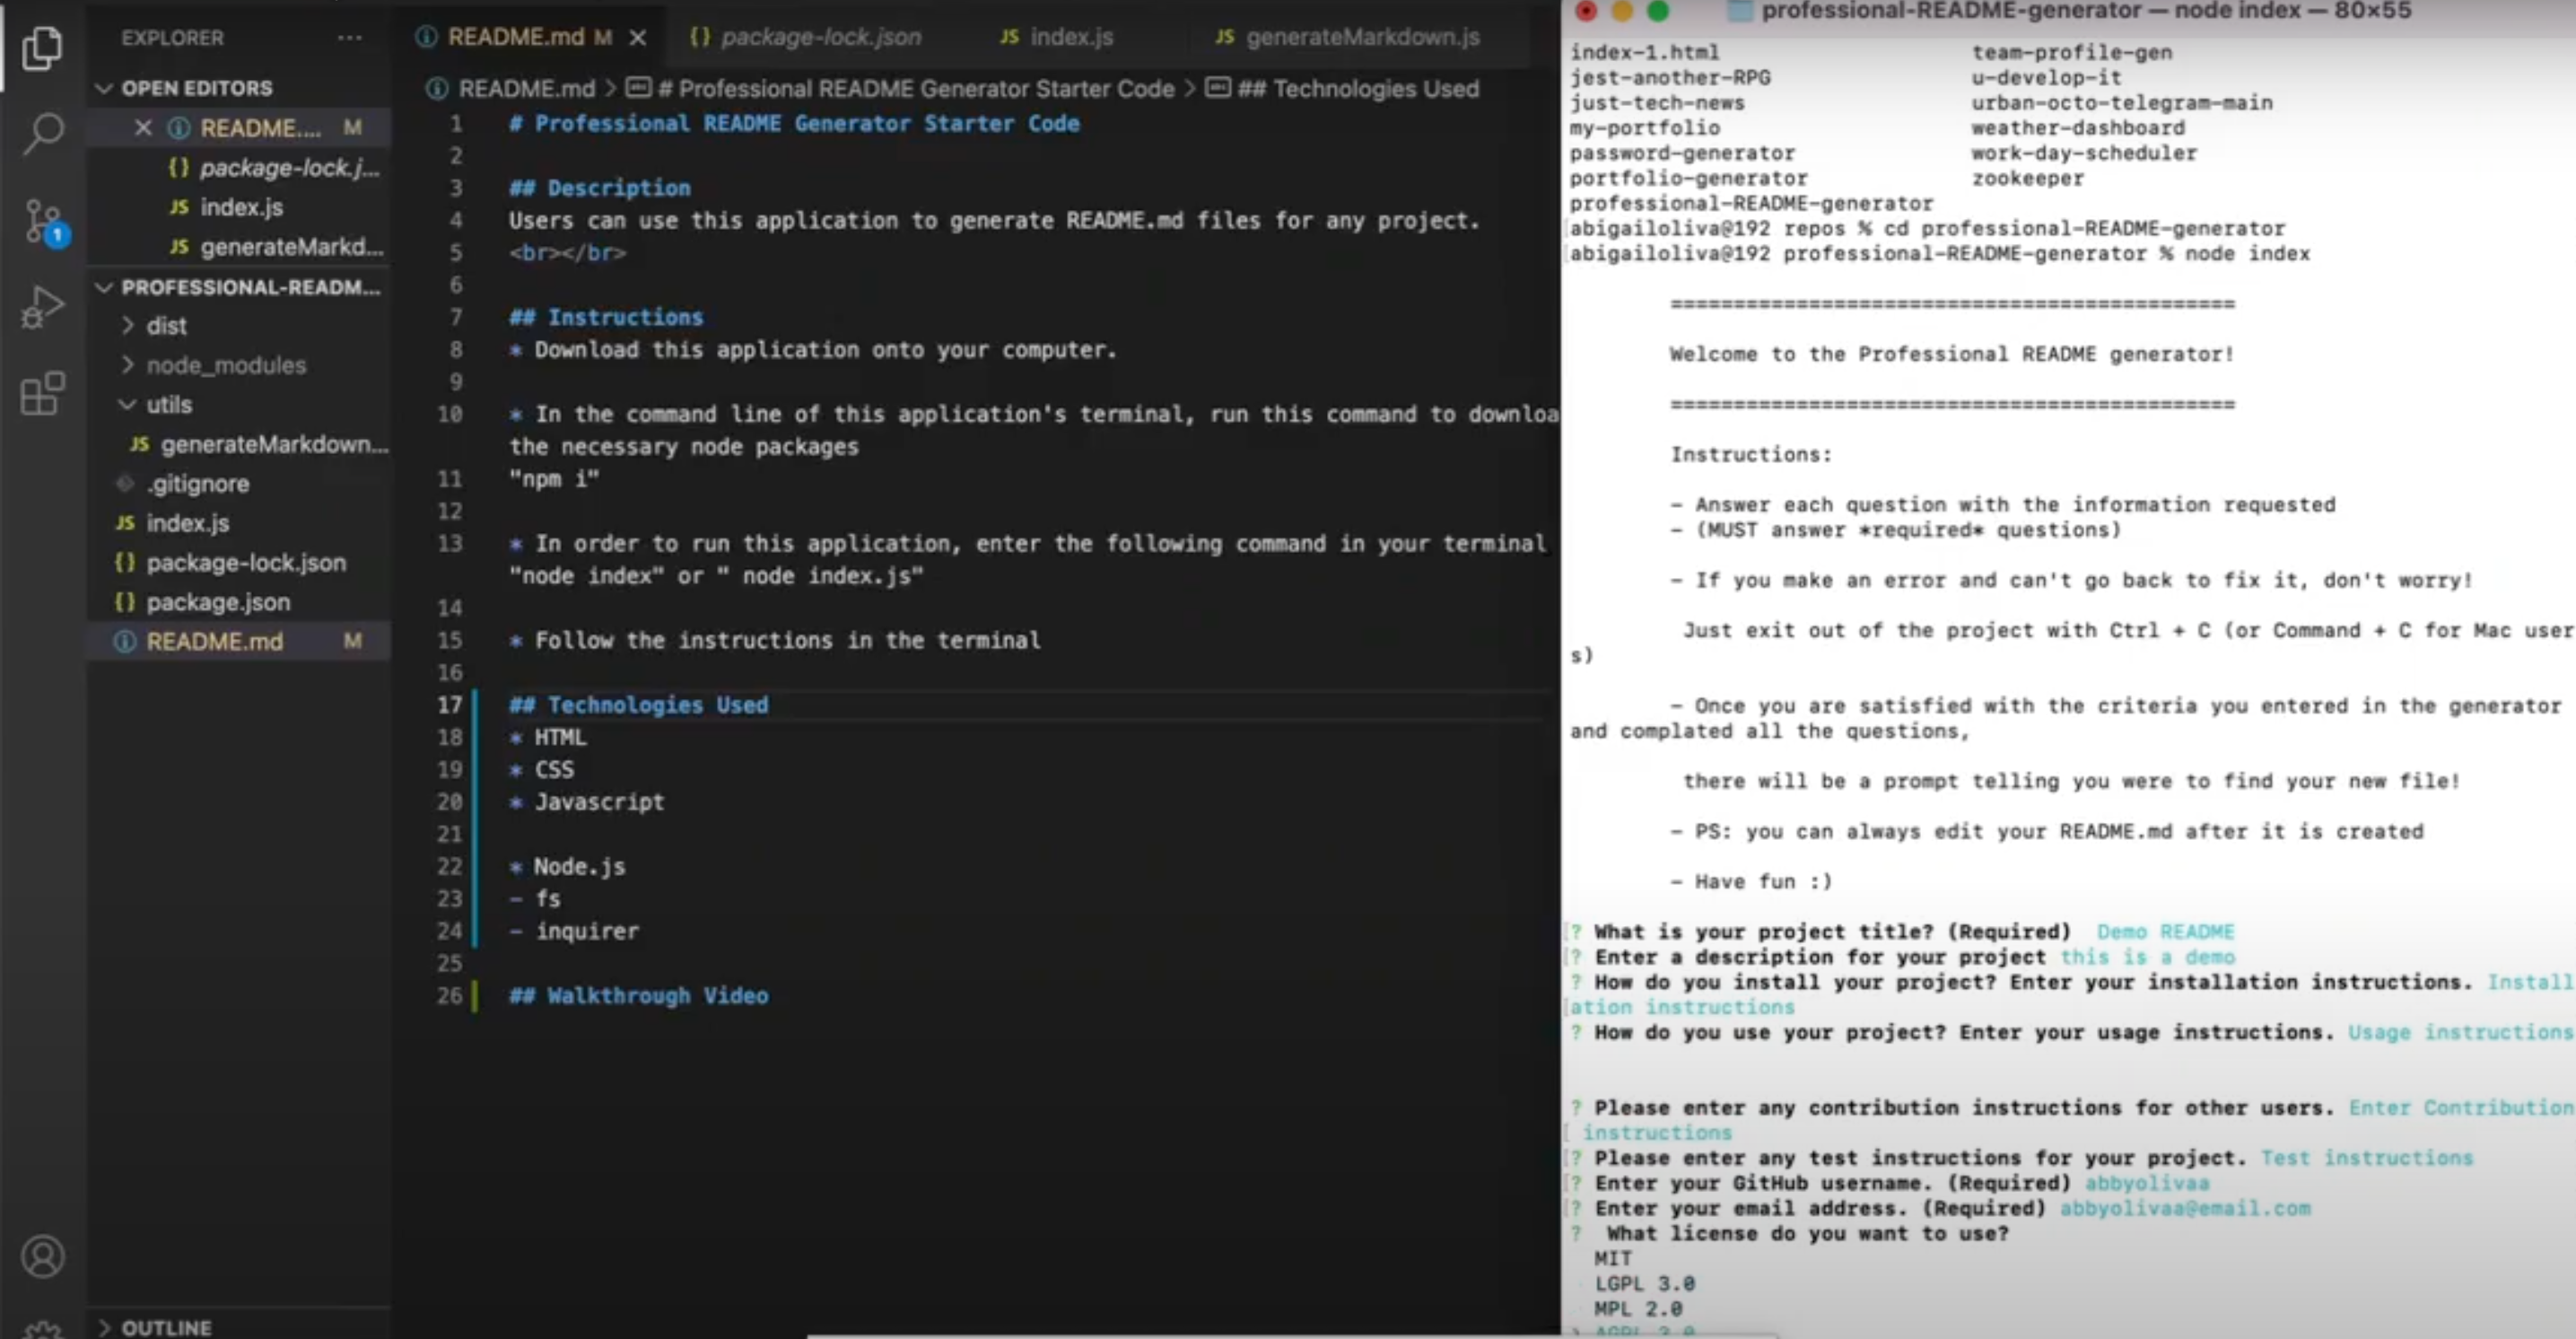 EXPLORER ...
OPEN EDITORS
README.... M
{} package-lock.j...
JS index.js
JS generateMarkd...
PROFESSIONAL-READM...
dist
node_modules
utils
JS generateMarkdown...
.gitignore
JS index.js
{} package-lock.json
{} package.json
README.md M
OUTLINE
1
README.md M
{} package-lock.json
JS index.js
JS generateMarkdown.js
README.md > # Professional README Generator Starter Code > ## Technologies Used
1 # Professional README Generator Starter Code
2
3 ## Description
4 Users can use this application to generate README.md files for any project.
5 <br></br>
6
7 ## Instructions
8 * Download this application onto your computer.
9
10 * In the command line of this application's terminal, run this command to downloa
the necessary node packages
11 "npm i"
12
13 * In order to run this application, enter the following command in your terminal
"node index" or " node index.js"
14
15 * Follow the instructions in the terminal
16
17 ## Technologies Used
18 * HTML
19 * CSS
20 * Javascript
21
22 * Node.js
23 - fs
24 - inquirer
25
26 ## Walkthrough Video
professional-README-generator — node index — 80×55
index-1.html team-profile-gen
jest-another-RPG u-develop-it
just-tech-news urban-octo-telegram-main
my-portfolio weather-dashboard
password-generator work-day-scheduler
portfolio-generator zookeeper
professional-README-generator
abigailoliva@192 repos % cd professional-README-generator
abigailoliva@192 professional-README-generator % node index
=============================================
Welcome to the Professional README generator!
=============================================
Instructions:
- Answer each question with the information requested
- (MUST answer *required* questions)
- If you make an error and can't go back to fix it, don't worry!
Just exit out of the project with Ctrl + C (or Command + C for Mac user
s)
- Once you are satisfied with the criteria you entered in the generator
and complated all the questions,
there will be a prompt telling you were to find your new file!
- PS: you can always edit your README.md after it is created
- Have fun :)
? What is your project title? (Required) Demo README
? Enter a description for your project this is a demo
? How do you install your project? Enter your installation instructions. Install
ation instructions
? How do you use your project? Enter your usage instructions. Usage instructions
? Please enter any contribution instructions for other users. Enter Contribution
instructions
? Please enter any test instructions for your project. Test instructions
? Enter your GitHub username. (Required) abbyolivaa
? Enter your email address. (Required) abbyolivaa@email.com
? What license do you want to use?
MIT
LGPL 3.0
MPL 2.0
AGPL 3.0